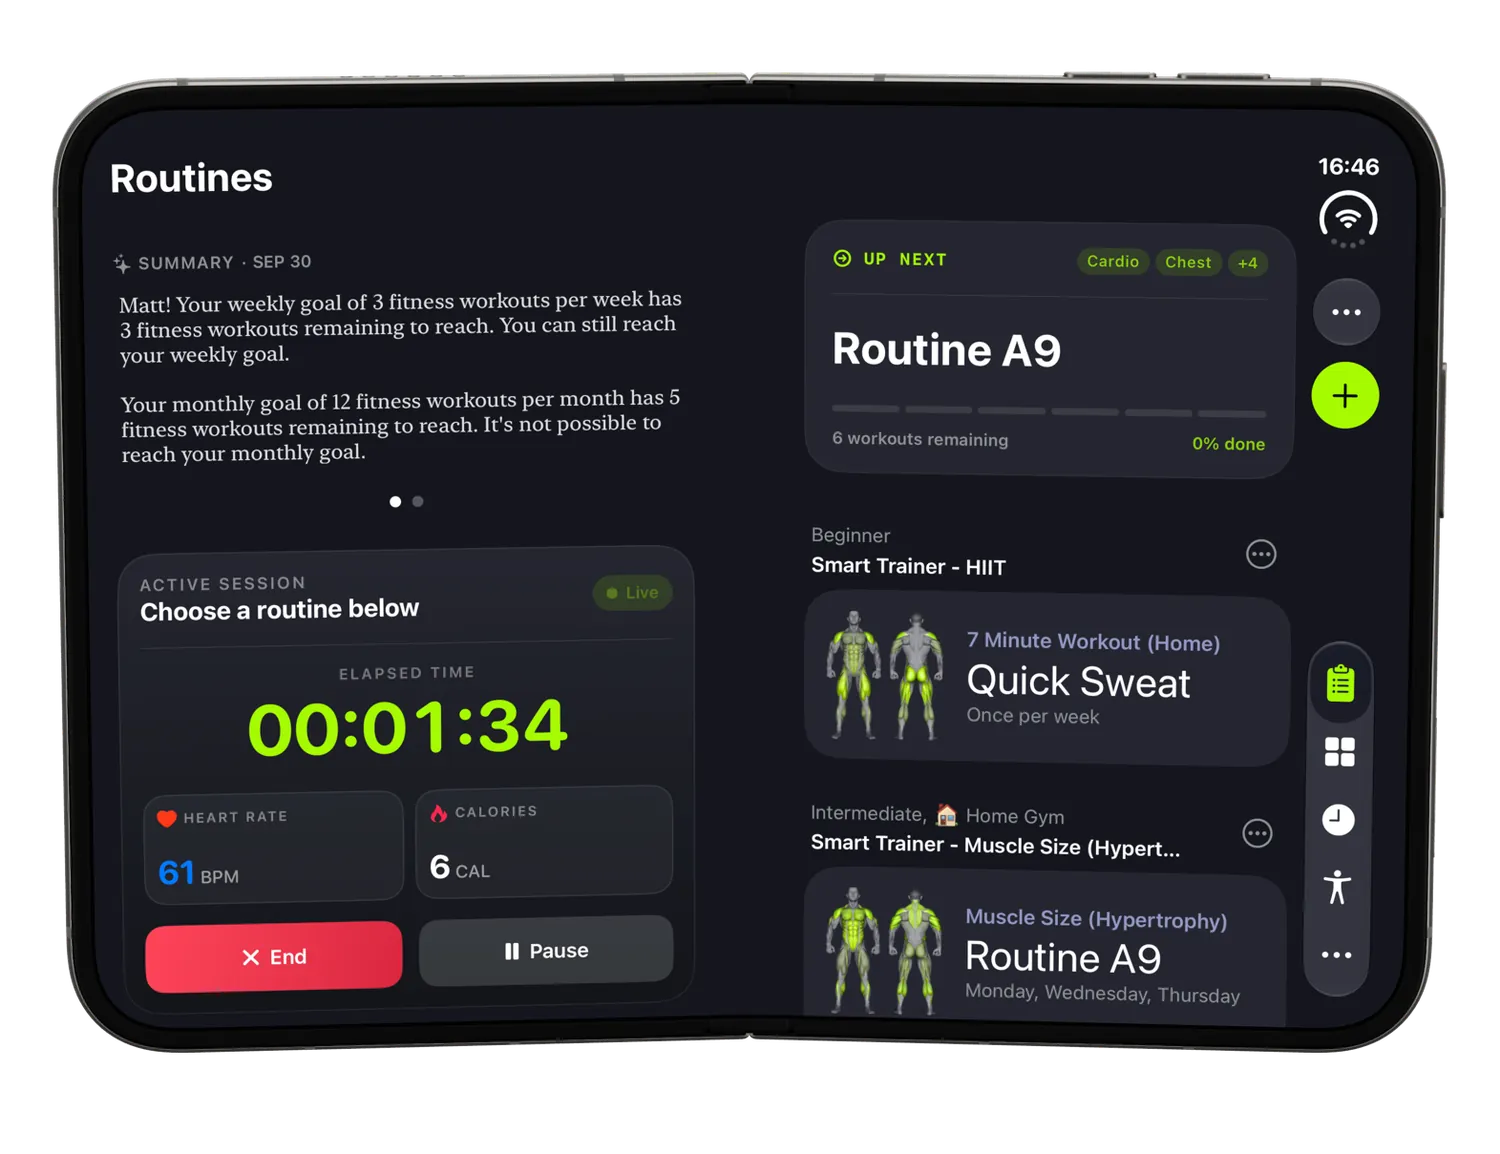 Routines
SUMMARY · SEP 30
Matt! Your weekly goal of 3 fitness workouts per week has
3 fitness workouts remaining to reach. You can still reach
your weekly goal.
Your monthly goal of 12 fitness workouts per month has 5
fitness workouts remaining to reach. It's not possible to
reach your monthly goal.
ACTIVE SESSION
Choose a routine below
Live
ELAPSED TIME
00:01:34
HEART RATE
61 BPM
CALORIES
6 CAL
End
Pause
UP NEXT
Cardio
Chest
+4
Routine A9
6 workouts remaining
0% done
Beginner
Smart Trainer - HIIT
7 Minute Workout (Home)
Quick Sweat
Once per week
Intermediate, 🏠 Home Gym
Smart Trainer - Muscle Size (Hypert...
Muscle Size (Hypertrophy)
Routine A9
Monday, Wednesday, Thursday
16:46